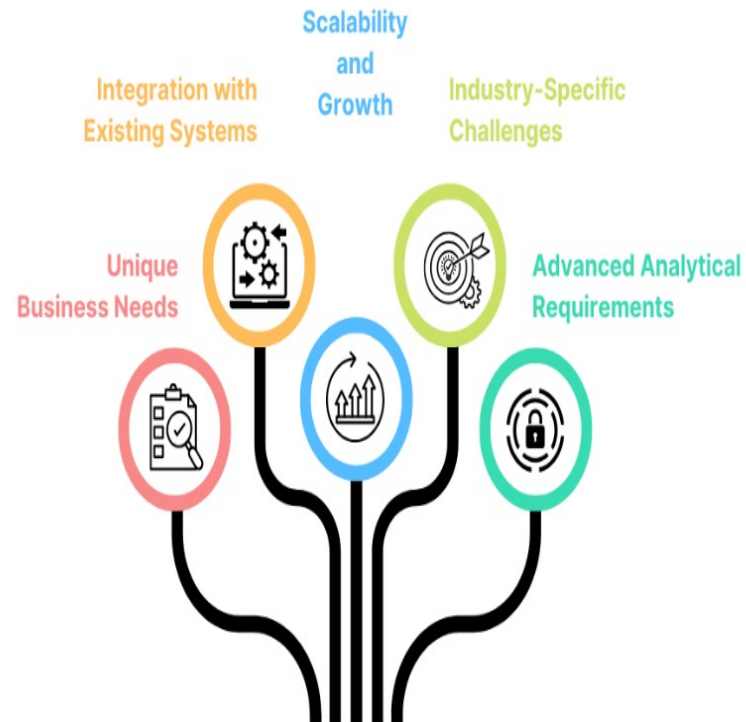 Scalability
and
Growth
Integration with
Existing Systems
Industry-Specific
Challenges
Unique
Business Needs
Advanced Analytical
Requirements